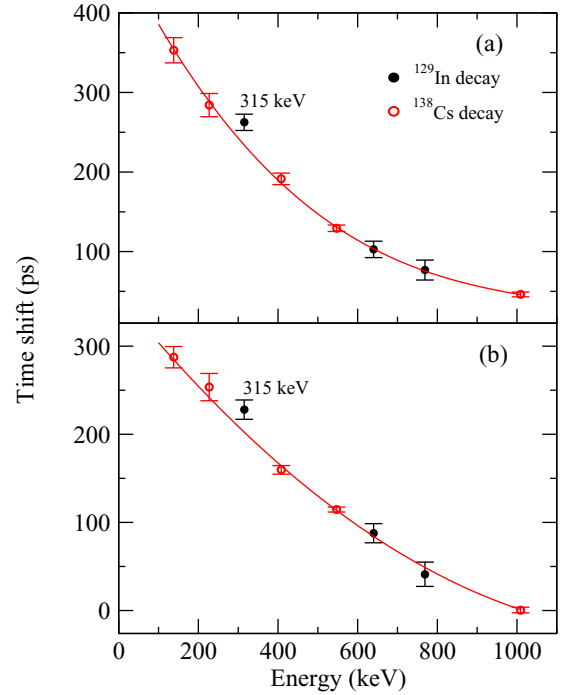 400
(a)
¹²⁹In decay
315 keV
¹³⁸Cs decay
300
200
100
Time shift (ps)
300
(b)
315 keV
200
100
0
0 200 400 600 800 1000
Energy (keV)